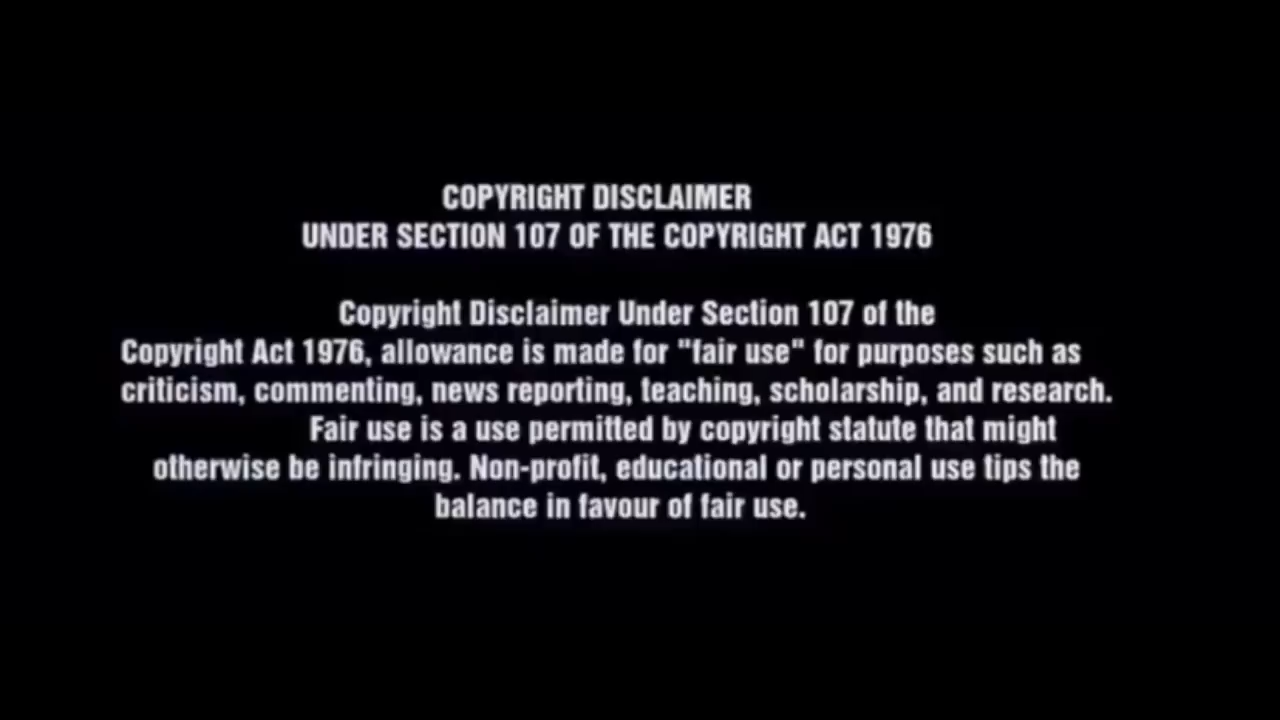 COPYRIGHT DISCLAIMER
UNDER SECTION 107 OF THE COPYRIGHT ACT 1976
Copyright Disclaimer Under Section 107 of the
Copyright Act 1976, allowance is made for "fair use" for purposes such as
criticism, commenting, news reporting, teaching, scholarship, and research.
Fair use is a use permitted by copyright statute that might
otherwise be infringing. Non-profit, educational or personal use tips the
balance in favour of fair use.